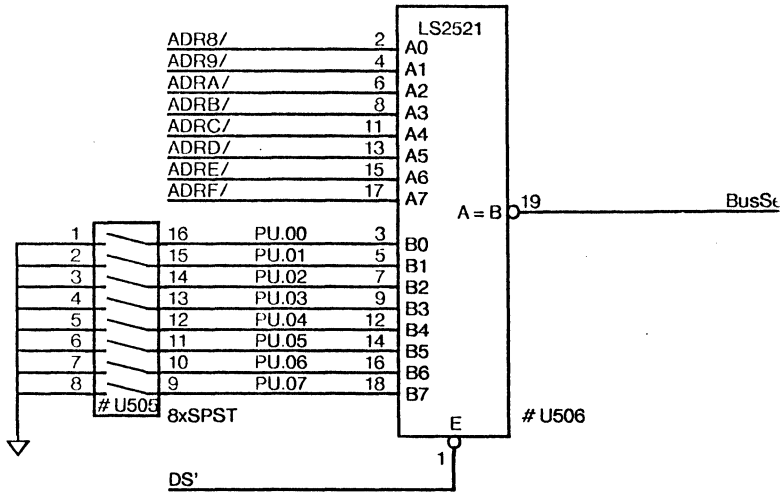 LS2521
ADR8/ 2 A0
ADR9/ 4 A1
ADRA/ 6 A2
ADRB/ 8 A3
ADRC/ 11 A4
ADRD/ 13 A5
ADRE/ 15 A6
ADRF/ 17 A7
A = B 19 BusSe
1 16 PU.00 3 B0
2 15 PU.01 5 B1
3 14 PU.02 7 B2
4 13 PU.03 9 B3
5 12 PU.04 12 B4
6 11 PU.05 14 B5
7 10 PU.06 16 B6
8 9 PU.07 18 B7
# U505 8xSPST
E # U506
1
DS'